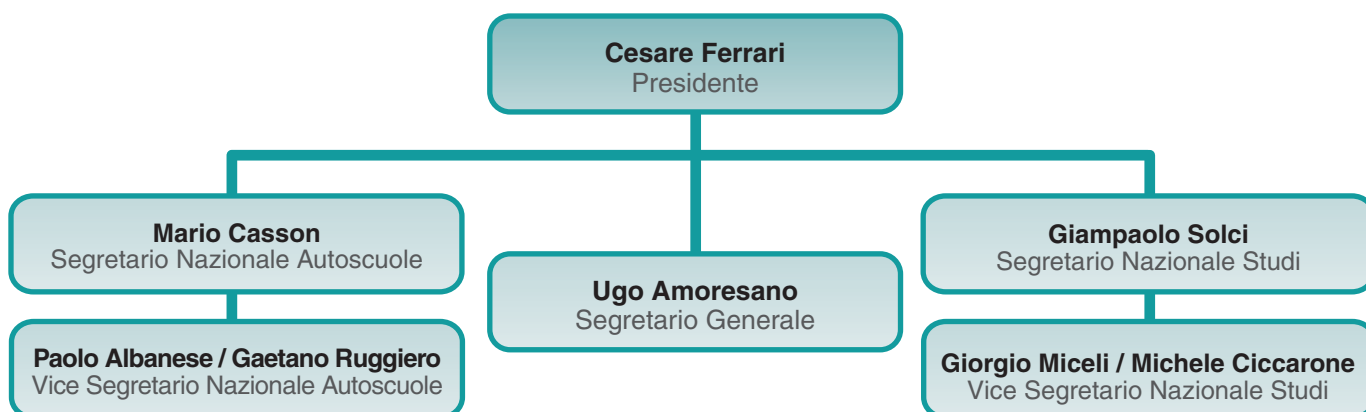 Cesare Ferrari
Presidente
Mario Casson
Segretario Nazionale Autoscuole
Ugo Amoresano
Segretario Generale
Giampaolo Solci
Segretario Nazionale Studi
Paolo Albanese / Gaetano Ruggiero
Vice Segretario Nazionale Autoscuole
Giorgio Miceli / Michele Ciccarone
Vice Segretario Nazionale Studi